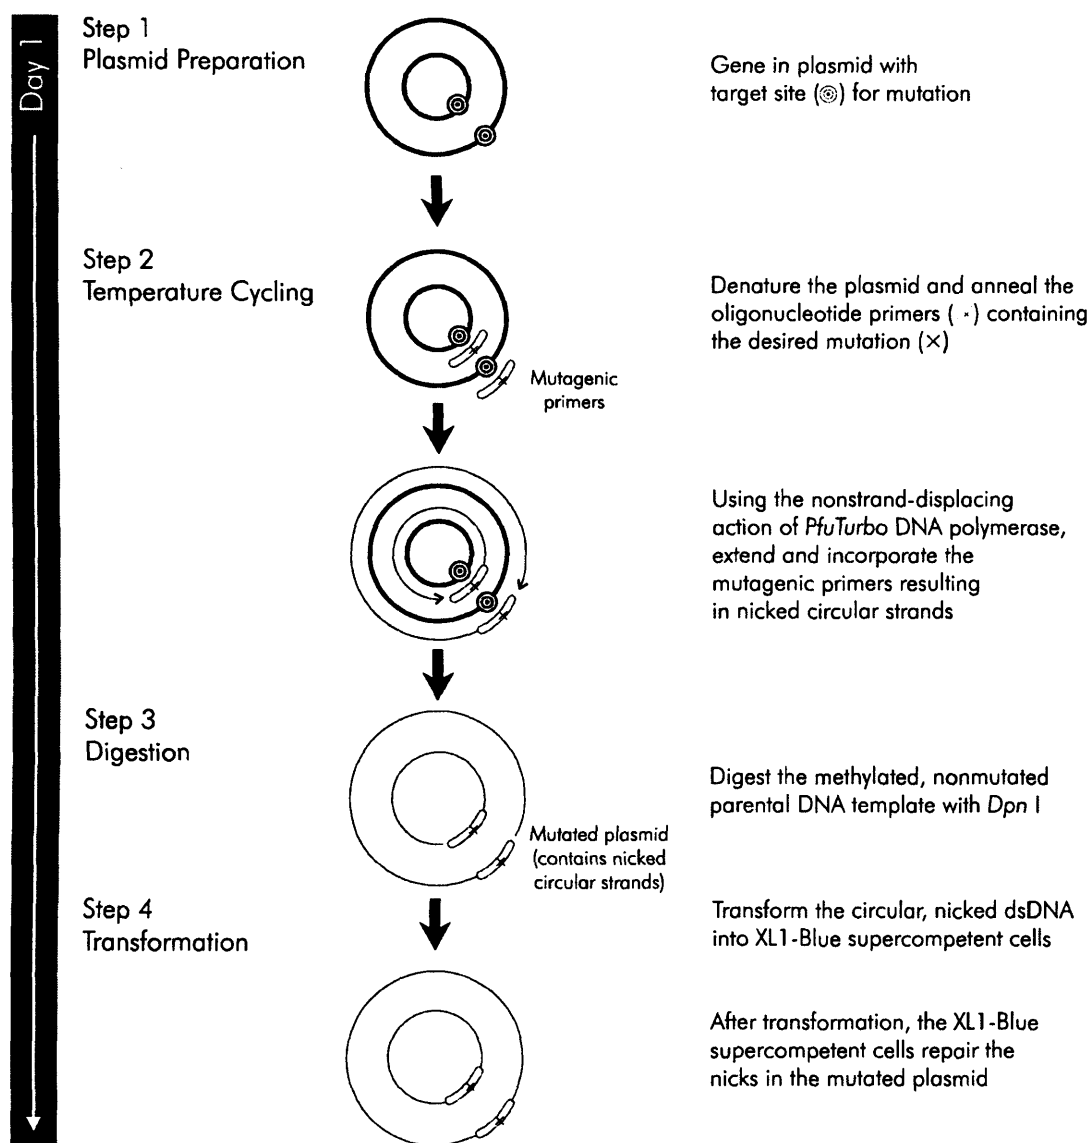 Day 1
Step 1
Plasmid Preparation
Gene in plasmid with
target site (◎) for mutation
Step 2
Temperature Cycling
Denature the plasmid and anneal the
oligonucleotide primers ( - ) containing
the desired mutation (×)
Mutagenic
primers
Using the nonstrand-displacing
action of PfuTurbo DNA polymerase,
extend and incorporate the
mutagenic primers resulting
in nicked circular strands
Step 3
Digestion
Digest the methylated, nonmutated
parental DNA template with Dpn I
Mutated plasmid
(contains nicked
circular strands)
Step 4
Transformation
Transform the circular, nicked dsDNA
into XL1-Blue supercompetent cells
After transformation, the XL1-Blue
supercompetent cells repair the
nicks in the mutated plasmid